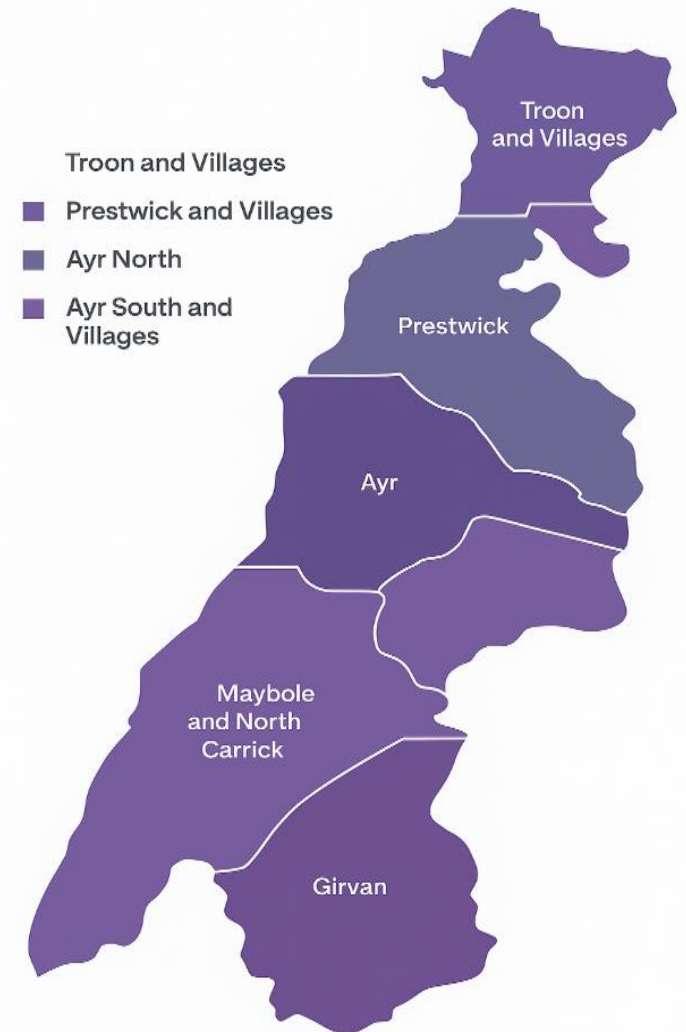 Troon and Villages
Prestwick and Villages
Ayr North
Ayr South and
Villages
Troon
and Villages
Prestwick
Ayr
Maybole
and North
Carrick
Girvan